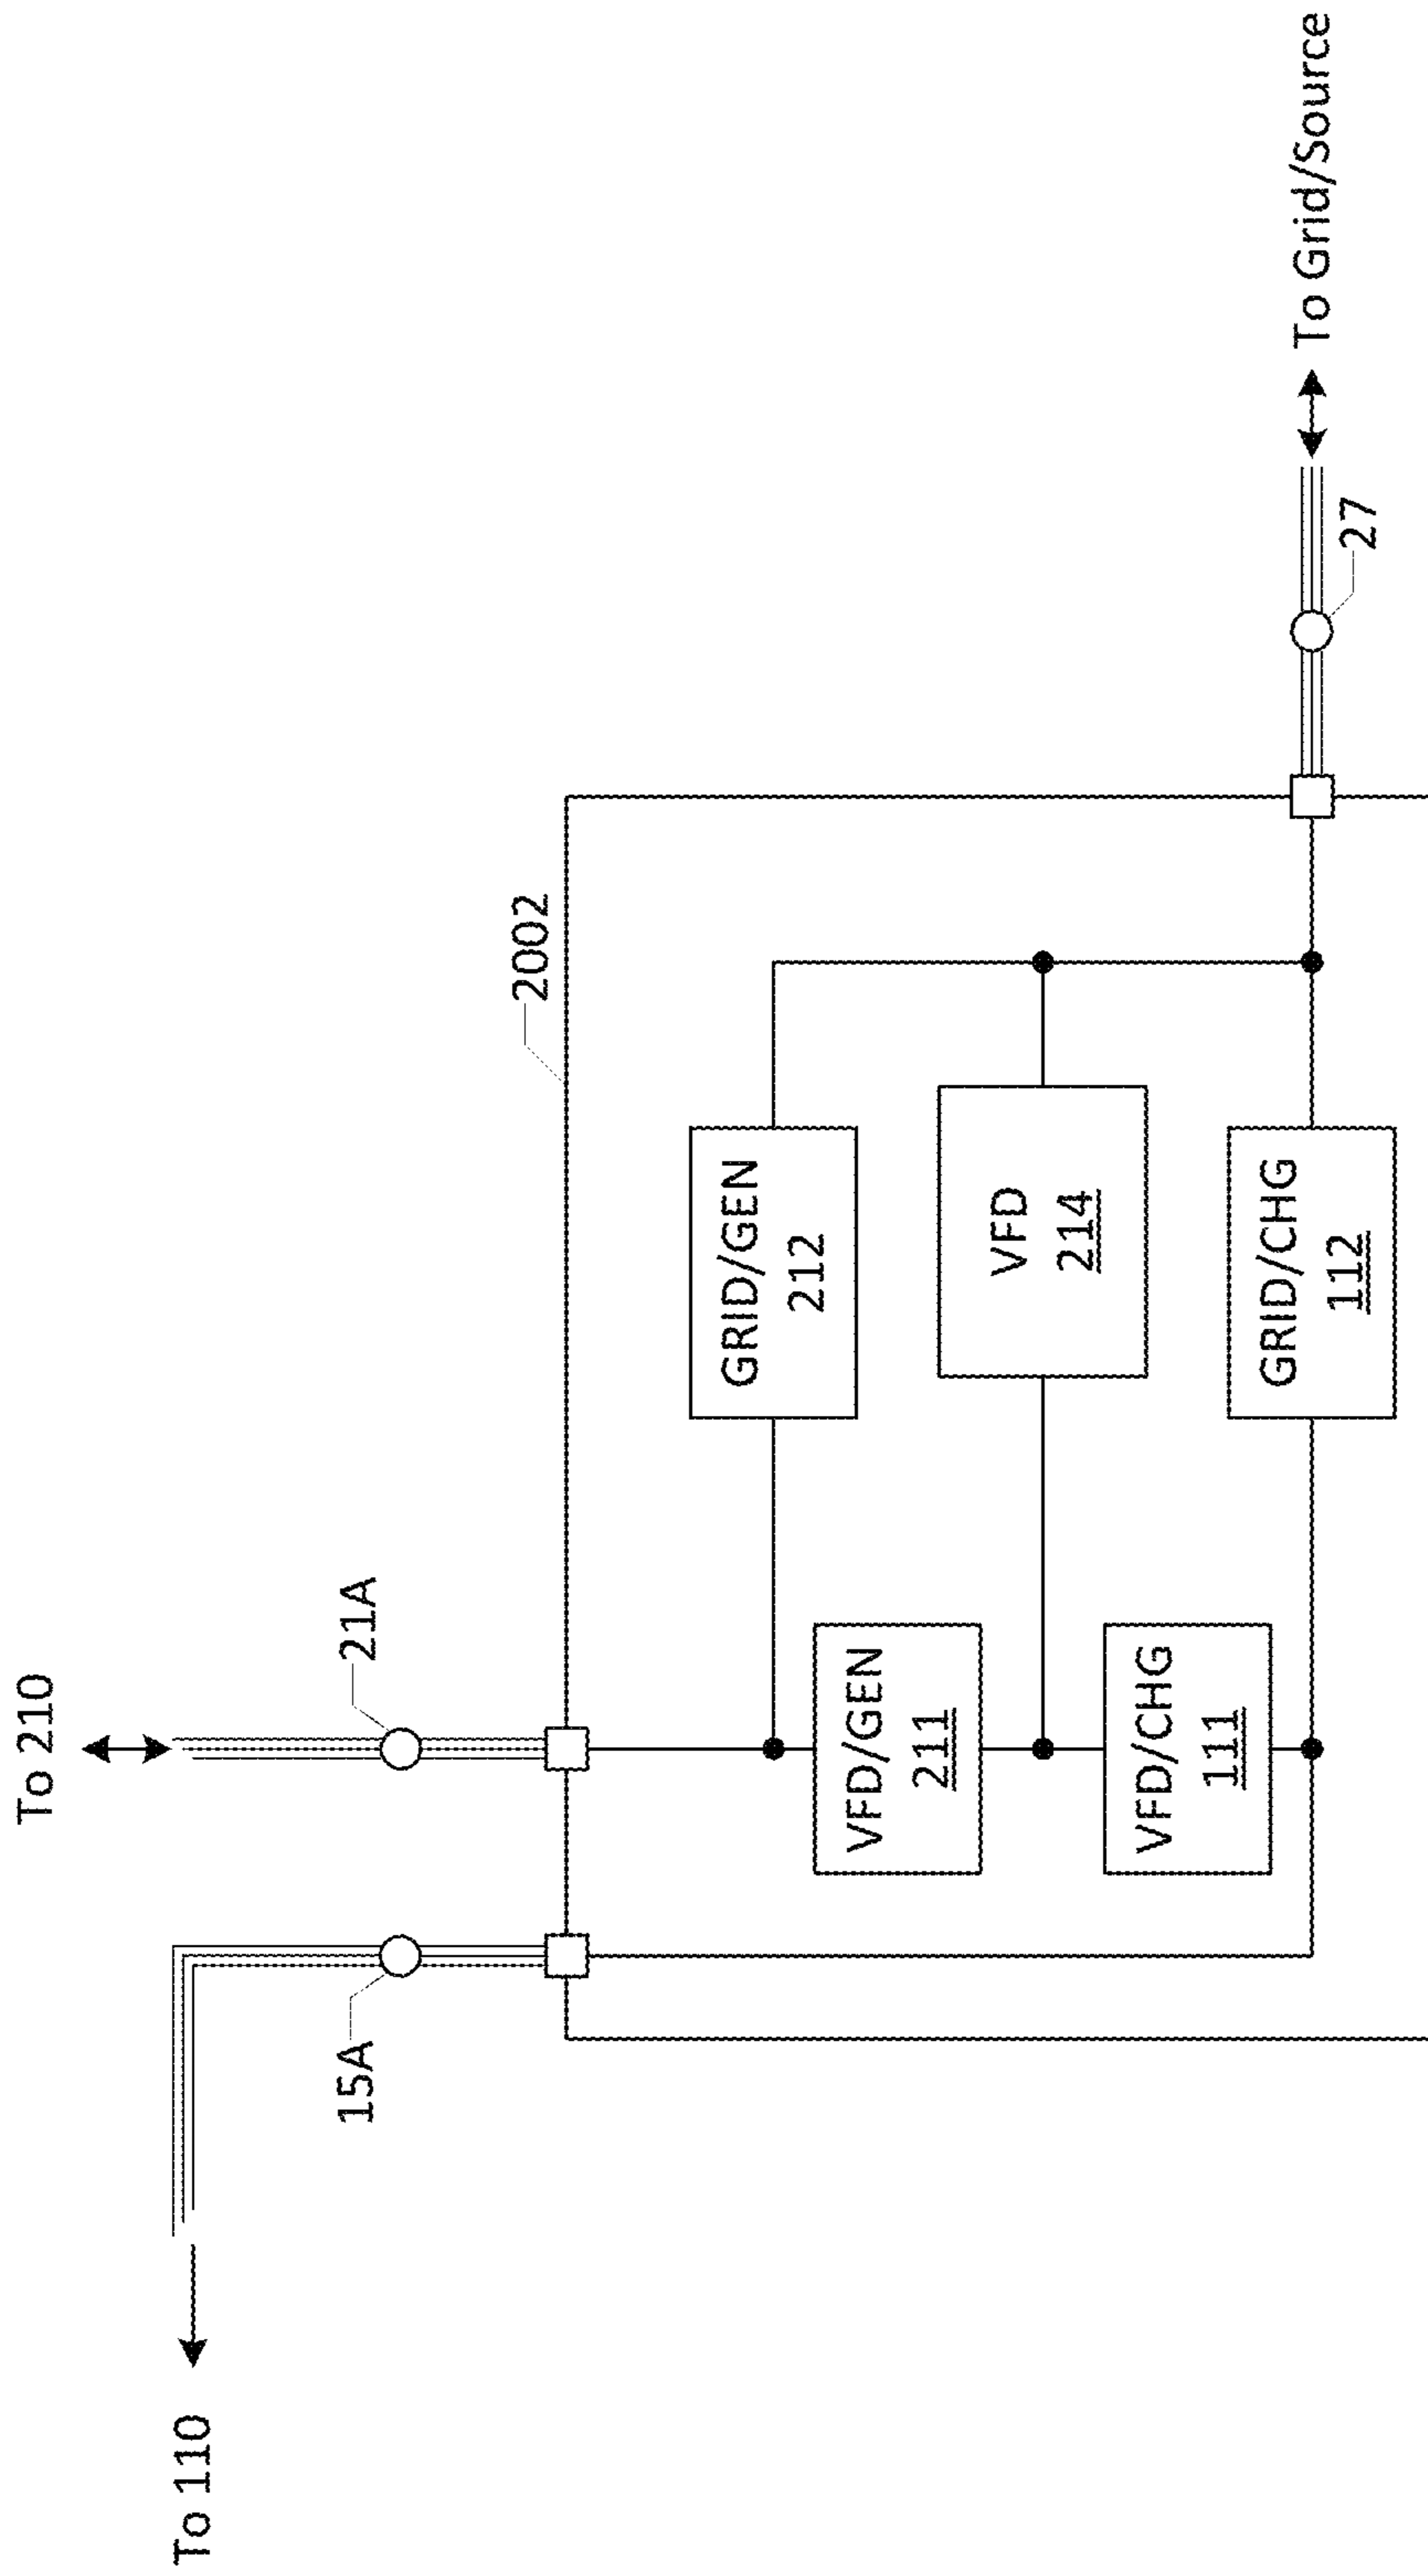 To 210
To 110
15A
21A
2002
GRID/GEN
212
VFD/GEN
211
VFD
214
VFD/CHG
111
GRID/CHG
112
27
To Grid/Source